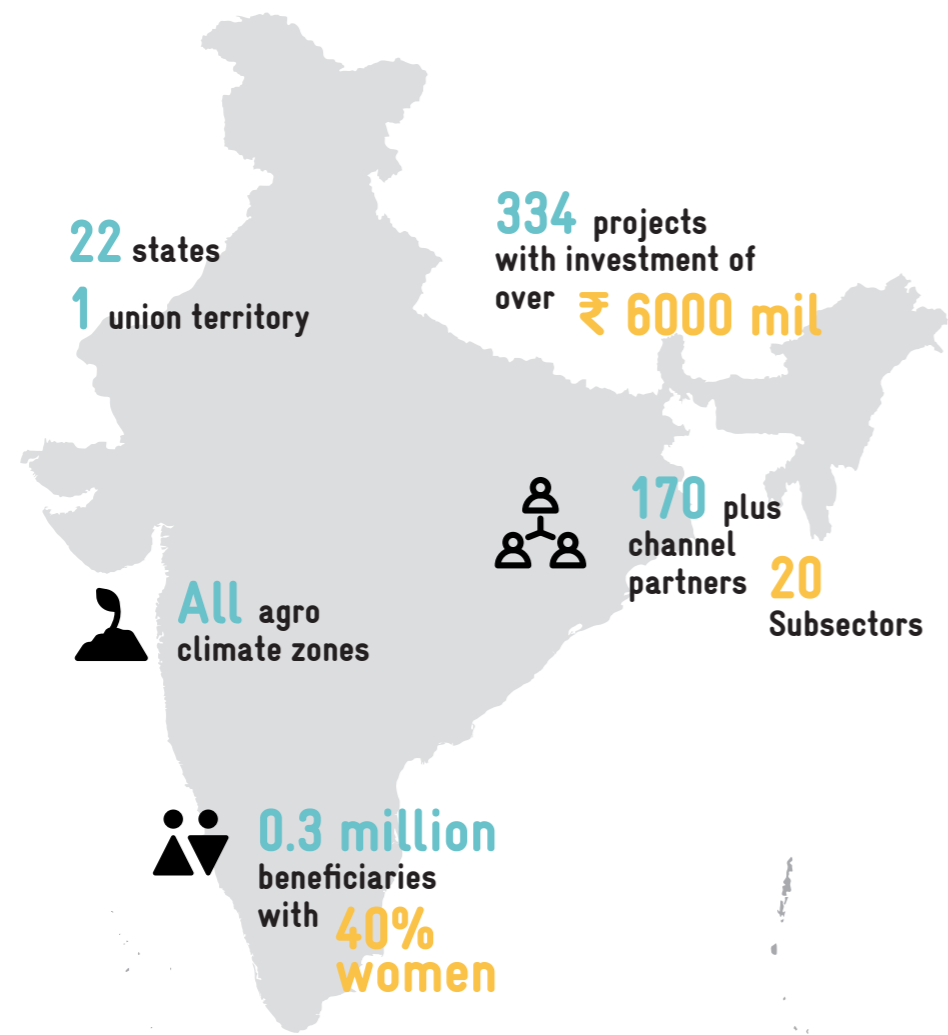 22 states
1 union territory
334 projects
with investment of
over ₹ 6000 mil
170 plus
channel
partners
20
Subsectors
All agro
climate zones
0.3 million
beneficiaries
with 40%
women